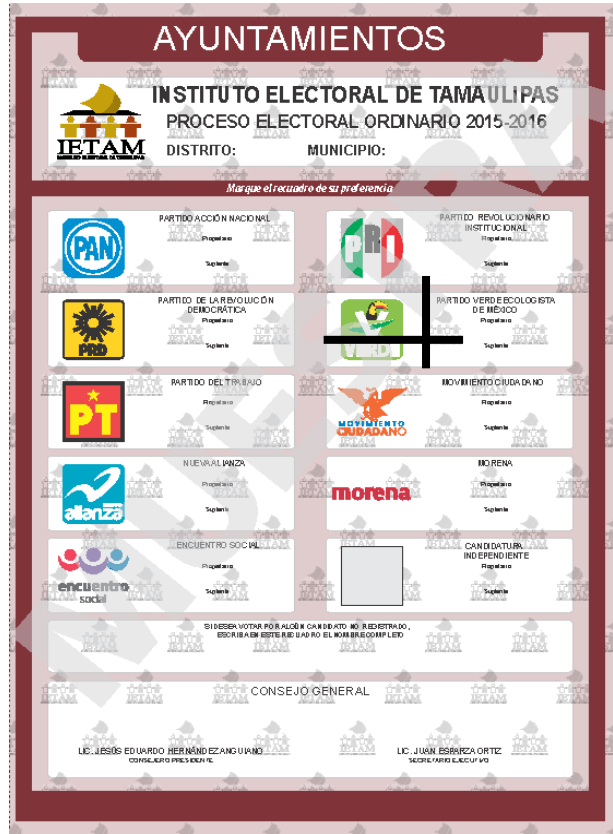 AYUNTAMIENTOS
IETAM
INSTITUTO ELECTORAL DE TAMAULIPAS
PROCESO ELECTORAL ORDINARIO 2015-2016
DISTRITO: MUNICIPIO:
Marque el recuadro de su preferencia
PAN
PARTIDO ACCIÓN NACIONAL
Propietario
Suplente
PRI
PARTIDO REVOLUCIONARIO
INSTITUCIONAL
Propietario
Suplente
PRD
PARTIDO DE LA REVOLUCIÓN
DEMOCRÁTICA
Propietario
Suplente
VERDE
PARTIDO VERDE ECOLOGISTA
DE MÉXICO
Propietario
Suplente
PT
PARTIDO DEL TRABAJO
Propietario
Suplente
MOVIMIENTO
CIUDADANO
MOVIMIENTO CIUDADANO
Propietario
Suplente
alianza
NUEVA ALIANZA
Propietario
Suplente
morena
MORENA
Propietario
Suplente
encuentro
social
ENCUENTRO SOCIAL
Propietario
Suplente
CANDIDATURA
INDEPENDIENTE
Propietario
Suplente
SI DESEA VOTAR POR ALGÚN CANDIDATO NO REGISTRADO,
ESCRIBA EN ESTE RECUADRO EL NOMBRE COMPLETO
CONSEJO GENERAL
LIC. JESÚS EDUARDO HERNÁNDEZ ANGUIANO
CONSEJERO PRESIDENTE
LIC. JUAN ESPARZA ORTIZ
SECRETARIO EJECUTIVO
MUESTRA